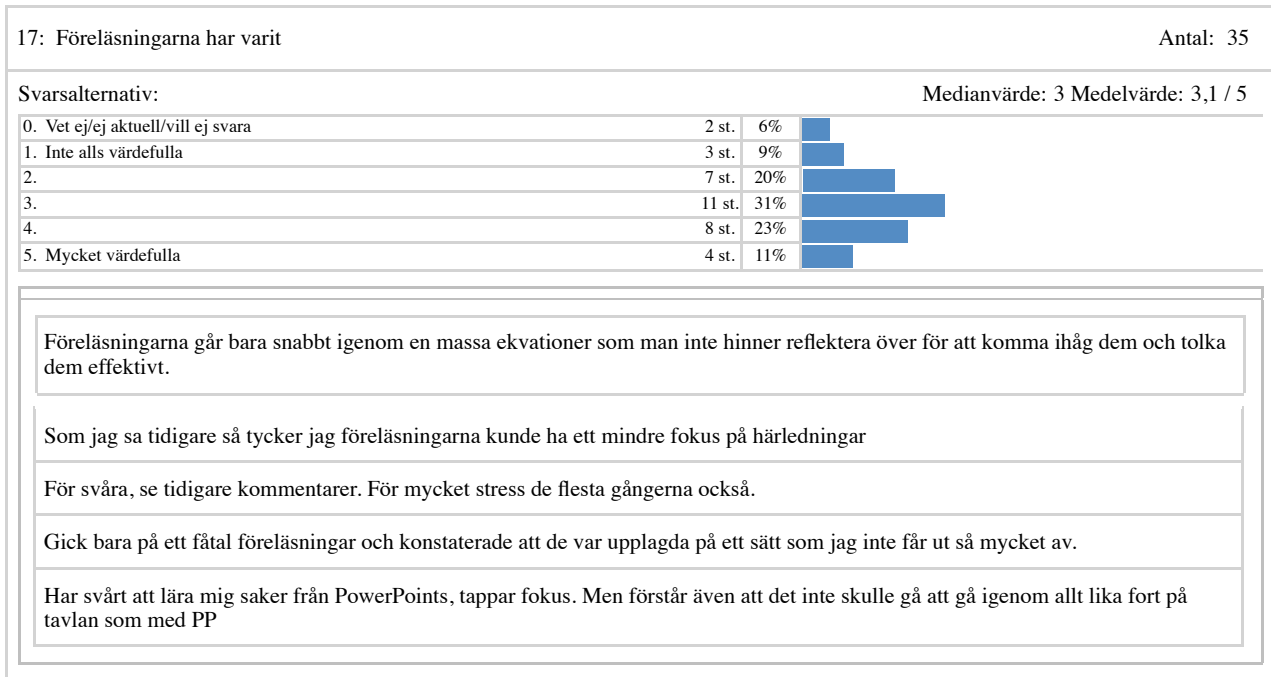 17: Föreläsningarna har varit Antal: 35
Svarsalternativ: Medianvärde: 3 Medelvärde: 3,1 / 5
0. Vet ej/ej aktuell/vill ej svara 2 st. 6%
1. Inte alls värdefulla 3 st. 9%
2. 7 st. 20%
3. 11 st. 31%
4. 8 st. 23%
5. Mycket värdefulla 4 st. 11%
Föreläsningarna går bara snabbt igenom en massa ekvationer som man inte hinner reflektera över för att komma ihåg dem och tolka
dem effektivt.
Som jag sa tidigare så tycker jag föreläsningarna kunde ha ett mindre fokus på härledningar
För svåra, se tidigare kommentarer. För mycket stress de flesta gångerna också.
Gick bara på ett fåtal föreläsningar och konstaterade att de var upplagda på ett sätt som jag inte får ut så mycket av.
Har svårt att lära mig saker från PowerPoints, tappar fokus. Men förstår även att det inte skulle gå att gå igenom allt lika fort på
tavlan som med PP